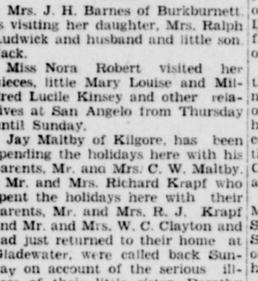 Mrs. J. H. Barnes of Burkburnett
is visiting her daughter, Mrs. Ralph
Ludwick and husband and little son
Jack.
Miss Nora Robert visited her
nieces, little Mary Louise and Mil-
dred Lucile Kinsey and other rela-
tives at San Angelo from Thursday
until Sunday.
Jay Maltby of Kilgore, has been
spending the holidays here with his
parents, Mr. and Mrs. C. W. Maltby.
Mr. and Mrs. Richard Krapf who
spent the holidays here with their
parents, Mr. and Mrs. R. J. Krapf
and Mr. and Mrs. W. C. Clayton and
had just returned to their home at
Gladewater, were called back Sun-
day on account of the serious ill-